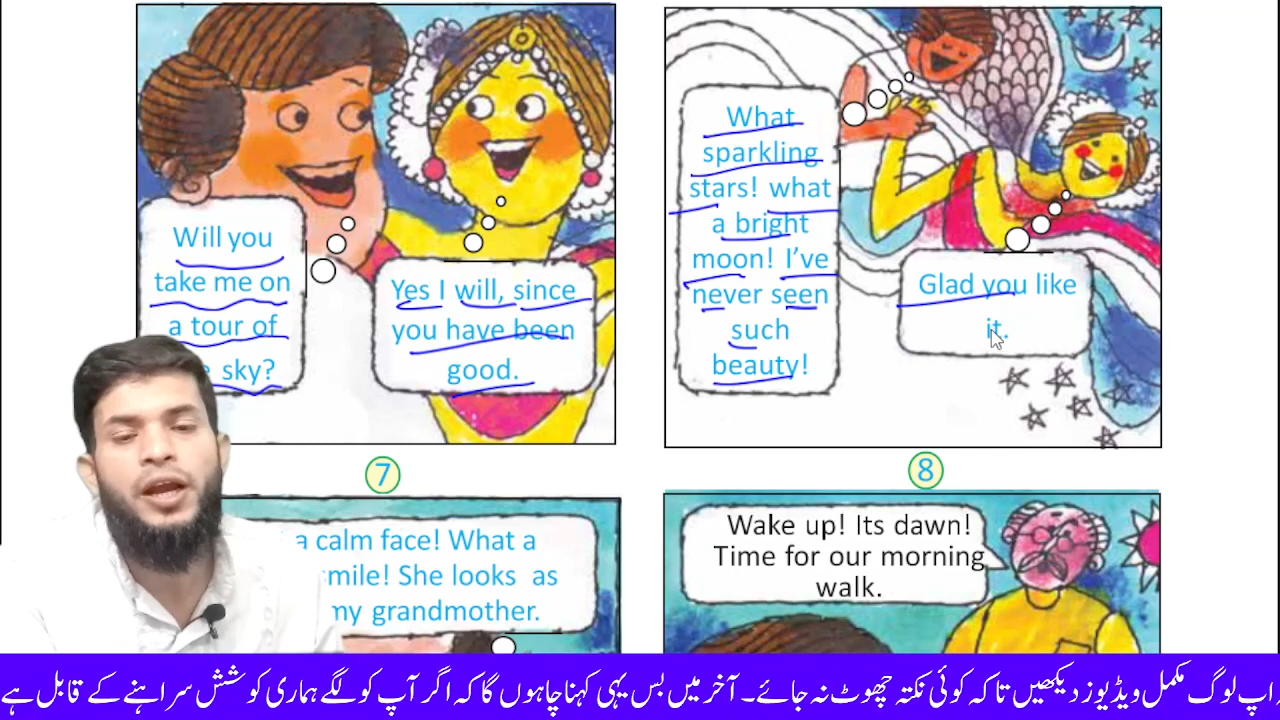 Will you
take me on
a tour of
sky?
Yes I will, since
you have been
good.
7
What
sparkling
stars! what
a bright
moon! I've
never seen
such
beauty!
Glad you like
it.
8
a calm face! What a
mile! She looks as
my grandmother.
Wake up! Its dawn!
Time for our morning
walk.
اپ لوگ مکمل ویڈیوز دیکھیں تاکہ کوئی نکتہ چھوٹ نہ جائے۔ آخر میں بس یہی کہنا چاہوں گا کہ اگر آپ کو لگے ہماری کوشش سراہنے کے قابل ہے